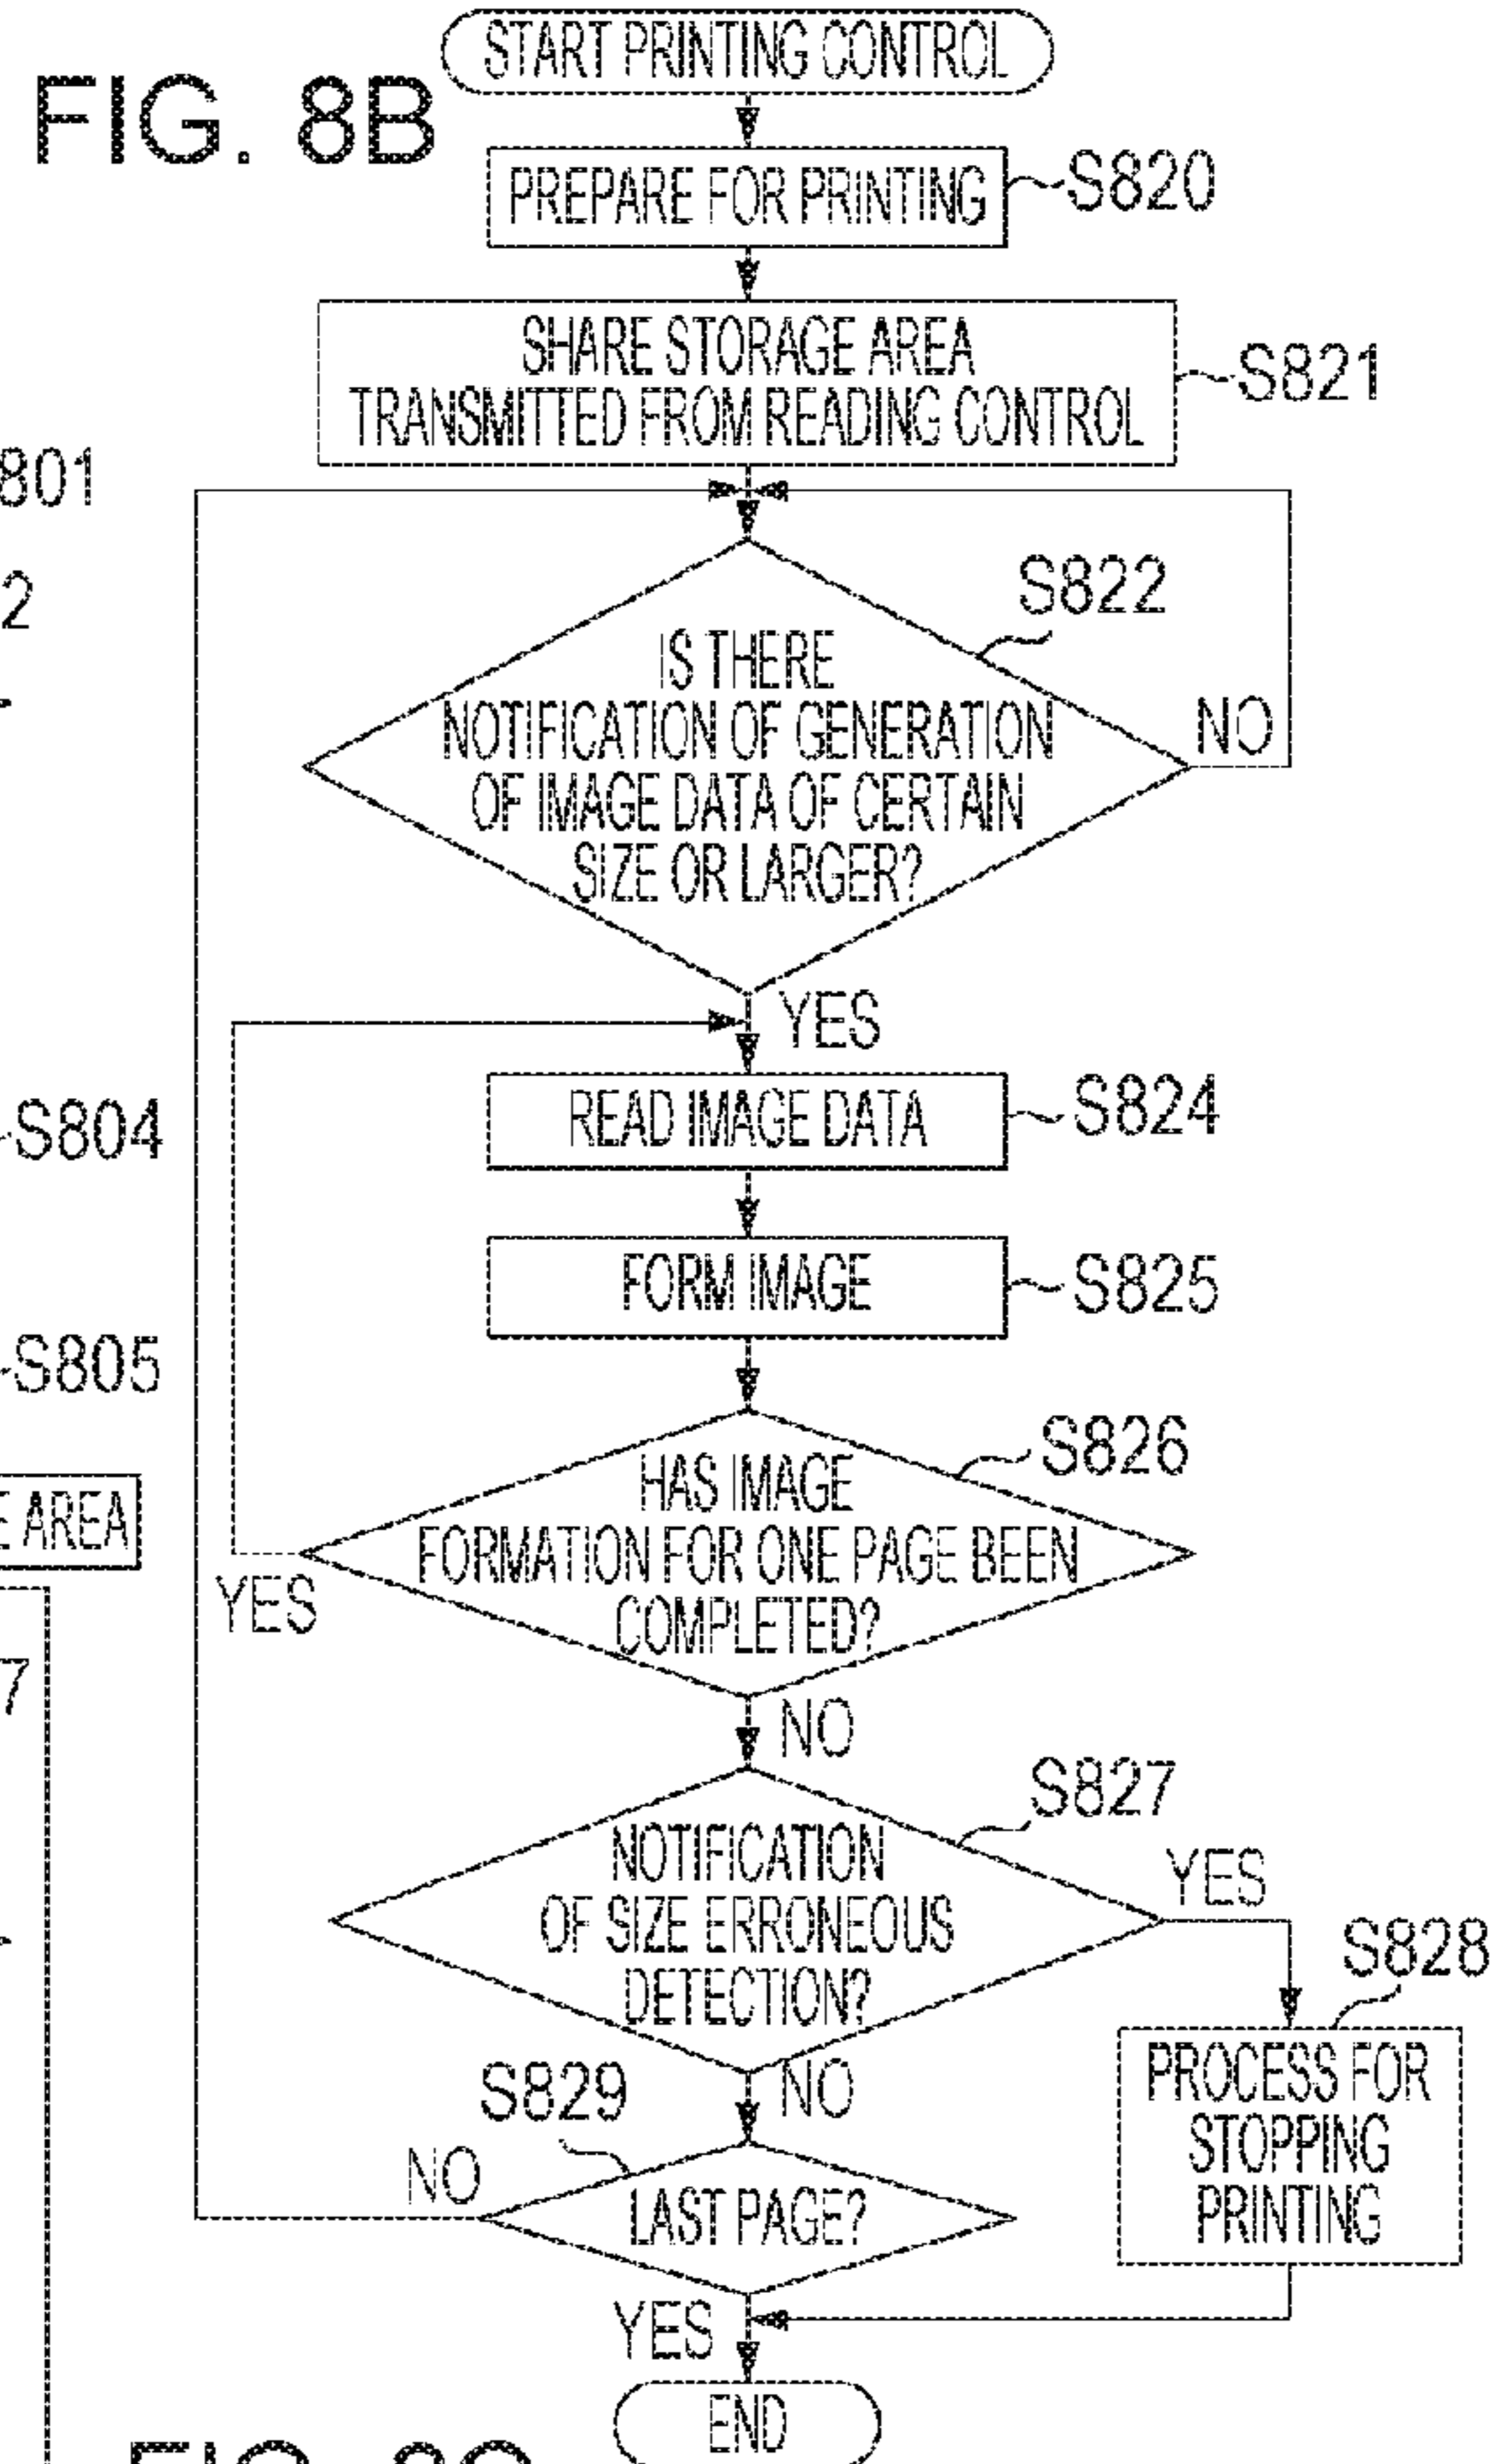 FIG. 8B
START PRINTING CONTROL
PREPARE FOR PRINTING
S820
SHARE STORAGE AREA
TRANSMITTED FROM READING CONTROL
S821
801
2
S822
IS THERE
NOTIFICATION OF GENERATION
OF IMAGE DATA OF CERTAIN
SIZE OR LARGER?
NO
YES
READ IMAGE DATA
S824
S804
FORM IMAGE
S825
S805
S826
HAS IMAGE
FORMATION FOR ONE PAGE BEEN
COMPLETED?
E AREA
YES
7
NO
S827
NOTIFICATION
OF SIZE ERRONEOUS
DETECTION?
YES
S828
PROCESS FOR
STOPPING
PRINTING
NO
S829
NO
LAST PAGE?
YES
END